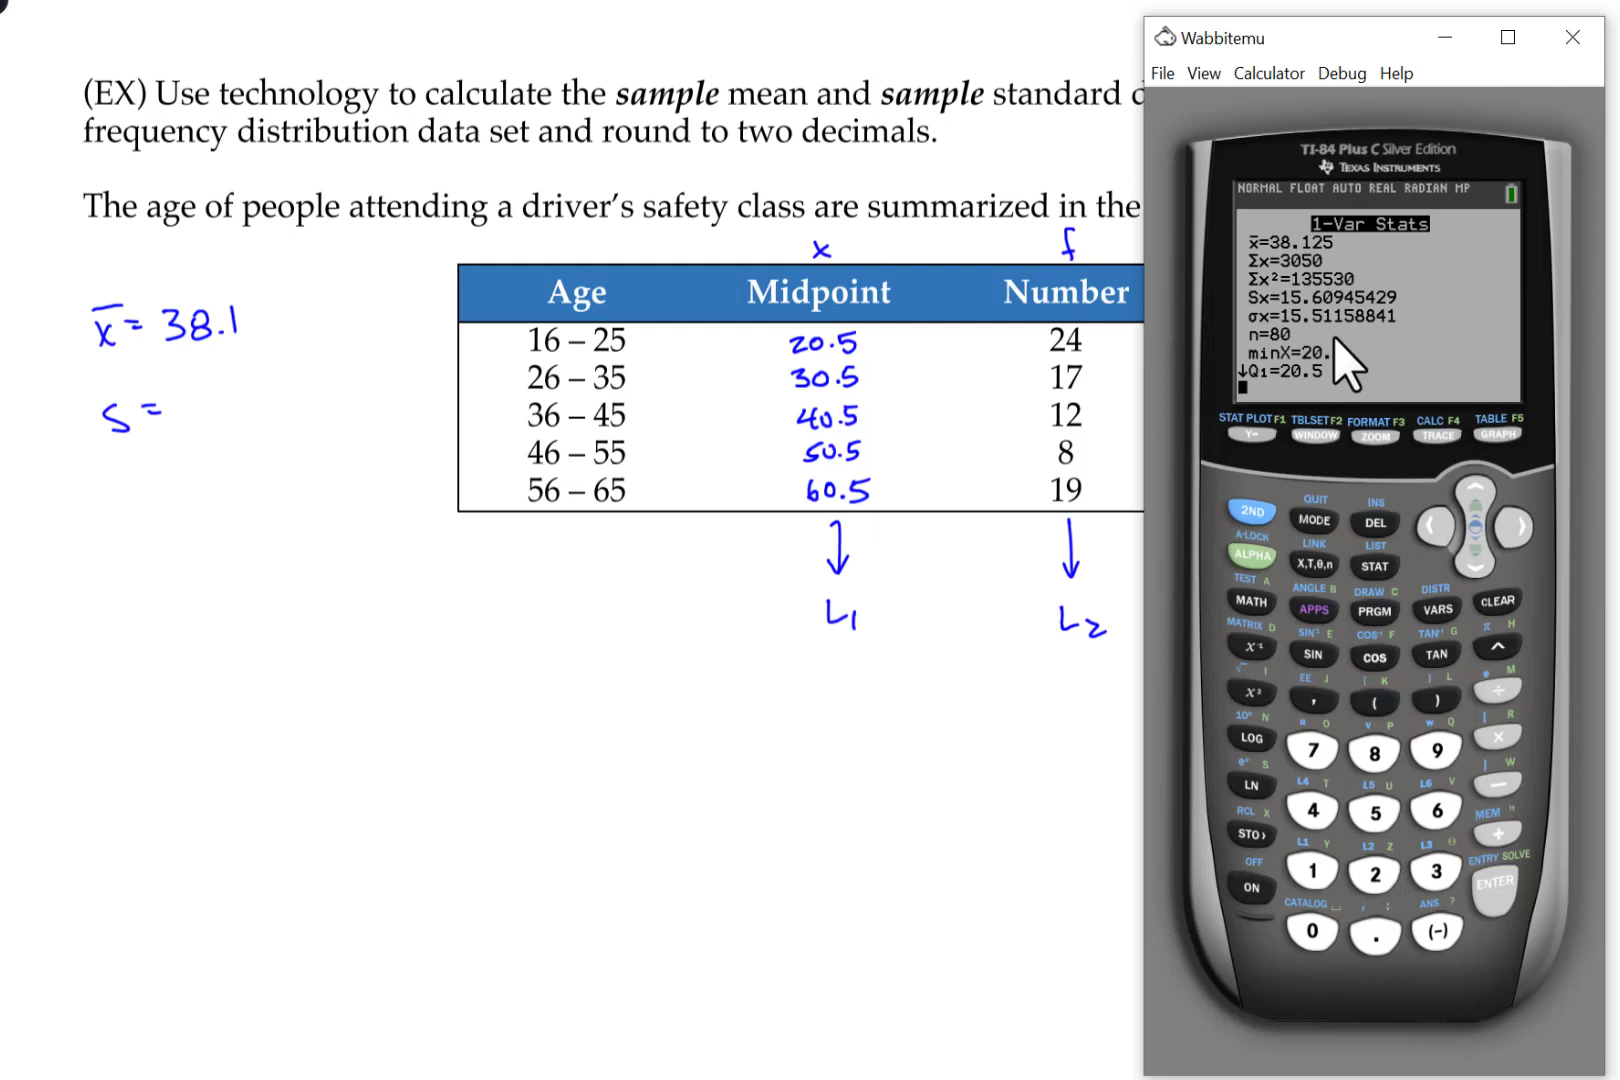 (EX) Use technology to calculate the sample mean and sample standard d
frequency distribution data set and round to two decimals.
The age of people attending a driver's safety class are summarized in the
x f
Age Midpoint Number
16 – 25 20.5 24
26 – 35 30.5 17
36 – 45 40.5 12
46 – 55 50.5 8
56 – 65 60.5 19
L1 L2
x̄ = 38.1
s =
Wabbitemu
File View Calculator Debug Help
TI-84 Plus C Silver Edition
TEXAS INSTRUMENTS
NORMAL FLOAT AUTO REAL RADIAN MP
1-Var Stats
x̄=38.125
Σx=3050
Σx²=135530
Sx=15.60945429
σx=15.51158841
n=80
minX=20.
↓Q₁=20.5
STAT PLOT F1 TBLSET F2 FORMAT F3 CALC F4 TABLE F5
Y= WINDOW ZOOM TRACE GRAPH
QUIT INS
2ND MODE DEL
A-LOCK LINK LIST
ALPHA X,T,θ,n STAT
TEST A ANGLE B DRAW C DISTR
MATH APPS PRGM VARS CLEAR
MATRIX D SIN⁻¹ E COS⁻¹ F TAN⁻¹ G π H
X⁻¹ SIN COS TAN ^
√ I EE J { K } L e M
X² , ( ) ÷
10ˣ N u O v P w Q [ R
LOG 7 8 9 ×
eˣ S L4 T L5 U L6 V ] W
LN 4 5 6 −
RCL X L1 Y L2 Z L3 θ MEM "
STO› 1 2 3 +
OFF CATALOG ⎵ i : ANS ? ENTRY SOLVE
ON 0 . (-) ENTER